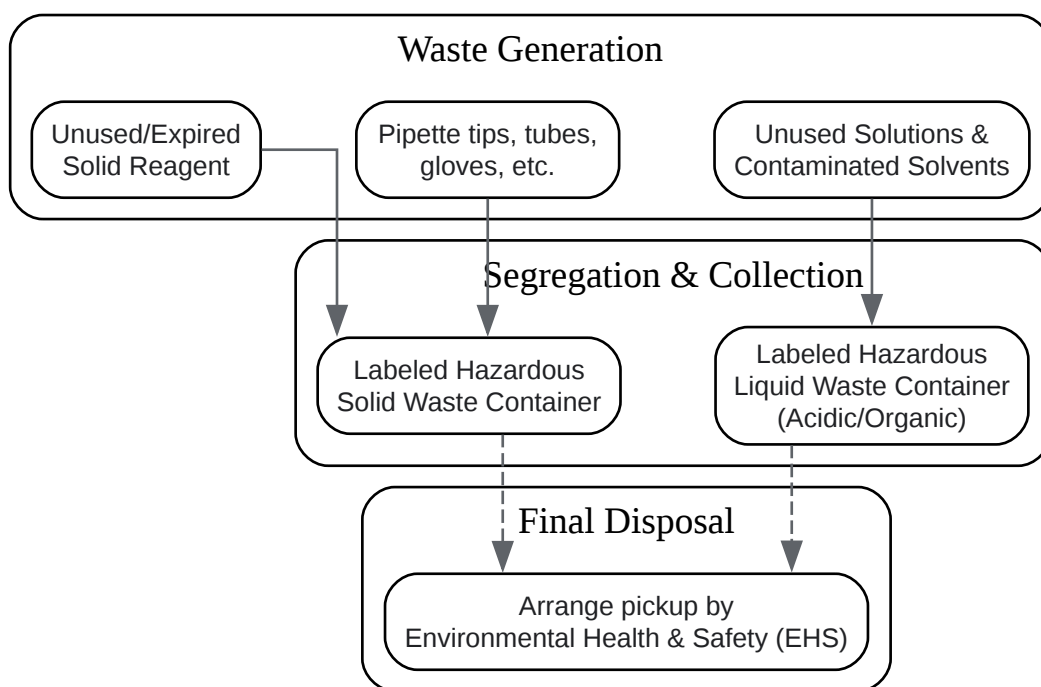 Waste Generation
Unused/Expired
Solid Reagent
Pipette tips, tubes,
gloves, etc.
Unused Solutions &
Contaminated Solvents
Segregation & Collection
Labeled Hazardous
Solid Waste Container
Labeled Hazardous
Liquid Waste Container
(Acidic/Organic)
Final Disposal
Arrange pickup by
Environmental Health & Safety (EHS)